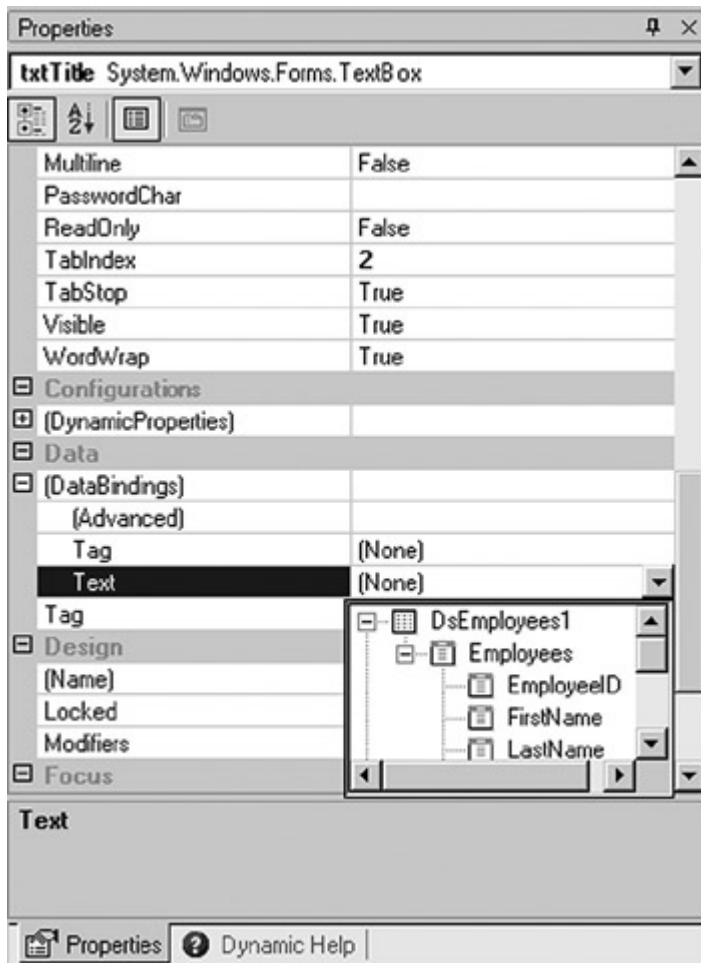 Properties
txtTitle System.Windows.Forms.TextBox
Multiline False
PasswordChar
ReadOnly False
TabIndex 2
TabStop True
Visible True
WordWrap True
Configurations
(DynamicProperties)
Data
(DataBindings)
(Advanced)
Tag (None)
Text (None)
Tag
DsEmployees1
Design
Employees
(Name)
EmployeeID
Locked
FirstName
Modifiers
LastName
Focus
Text
Properties
Dynamic Help